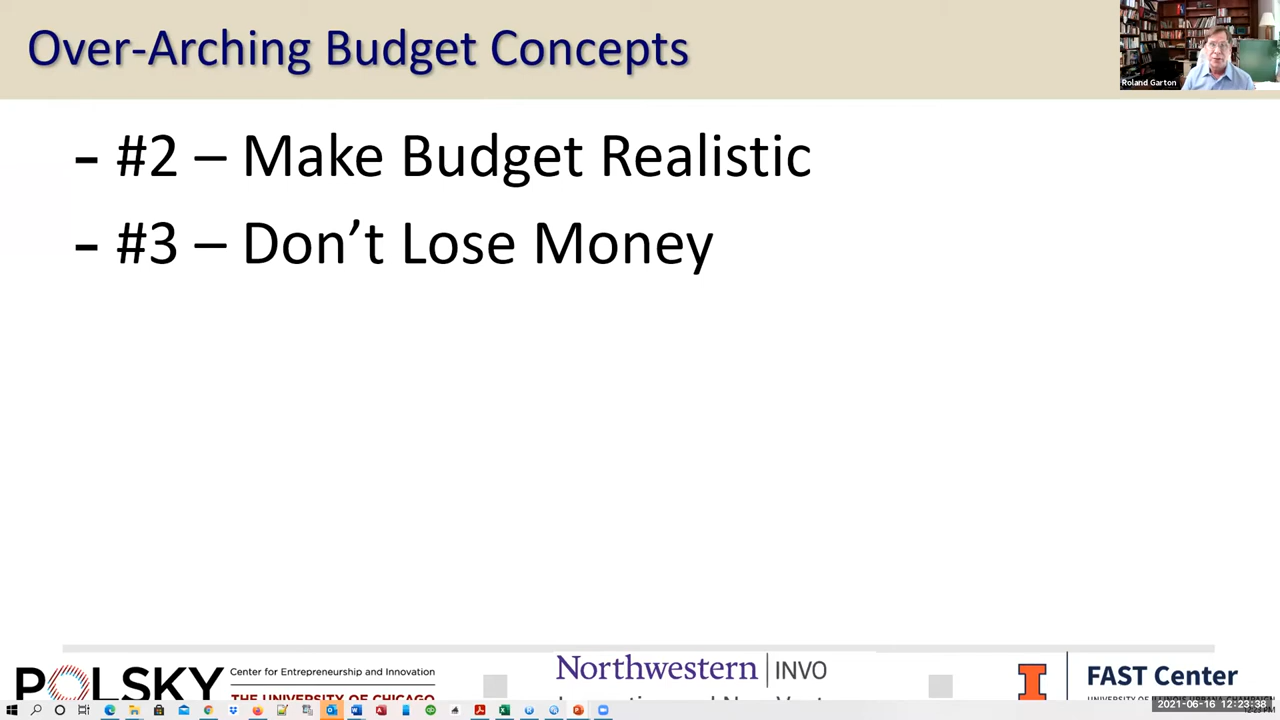 Over-Arching Budget Concepts
Roland Garton
- #2 – Make Budget Realistic
- #3 – Don’t Lose Money
POLSKY
Center for Entrepreneurship and Innovation
THE UNIVERSITY OF CHICAGO
Northwestern | INVO
I
FAST Center
2021-06-16 12:23:38